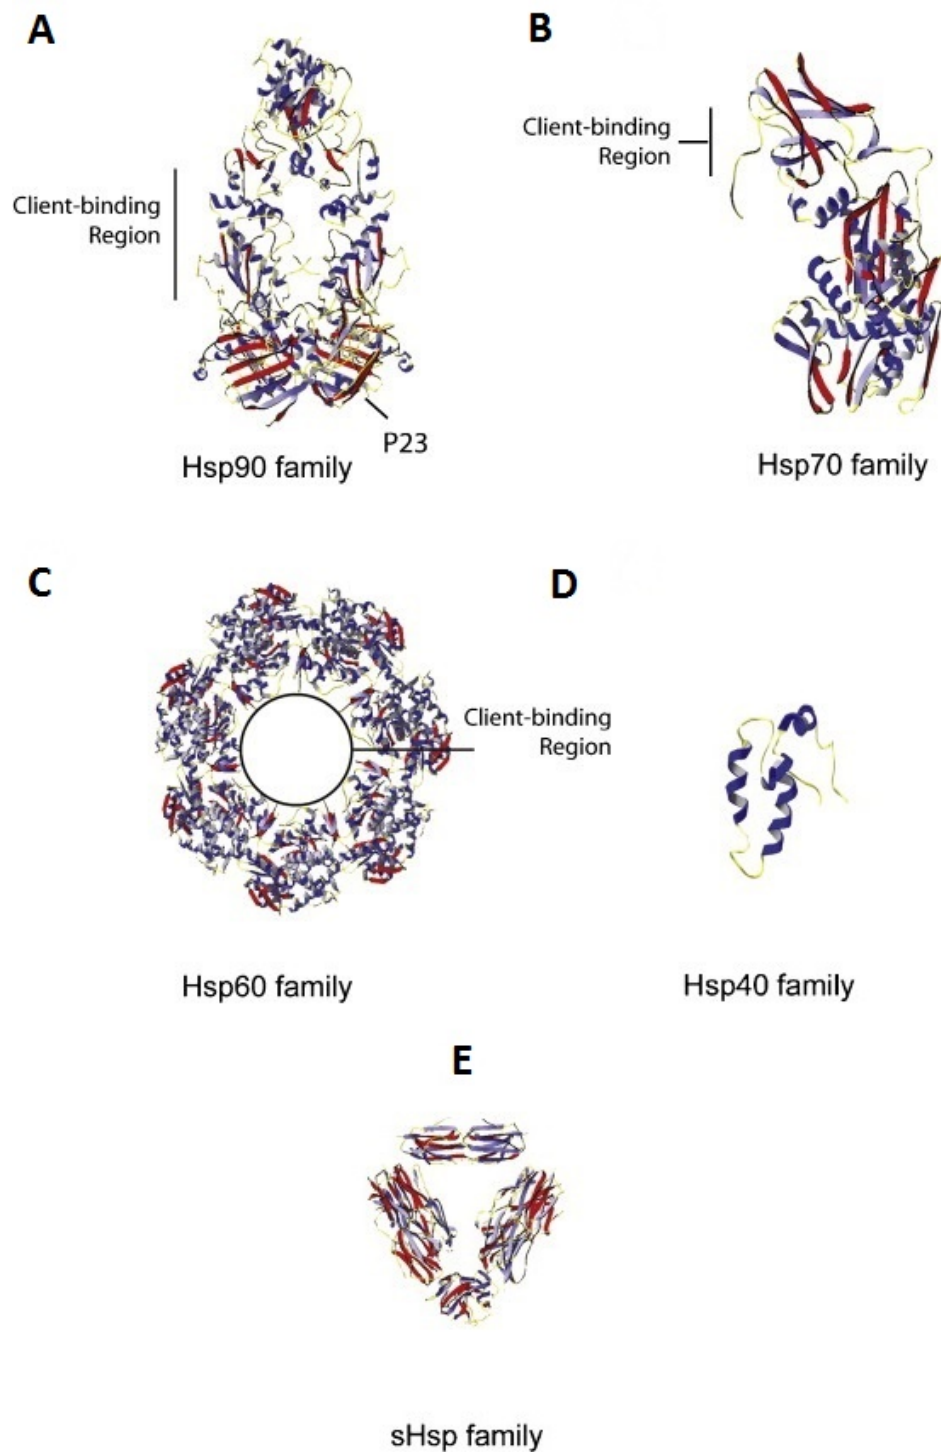 A
B
Client-binding
Region
Client-binding
Region
P23
Hsp90 family
Hsp70 family
C
D
Client-binding
Region
Hsp60 family
Hsp40 family
E
sHsp family